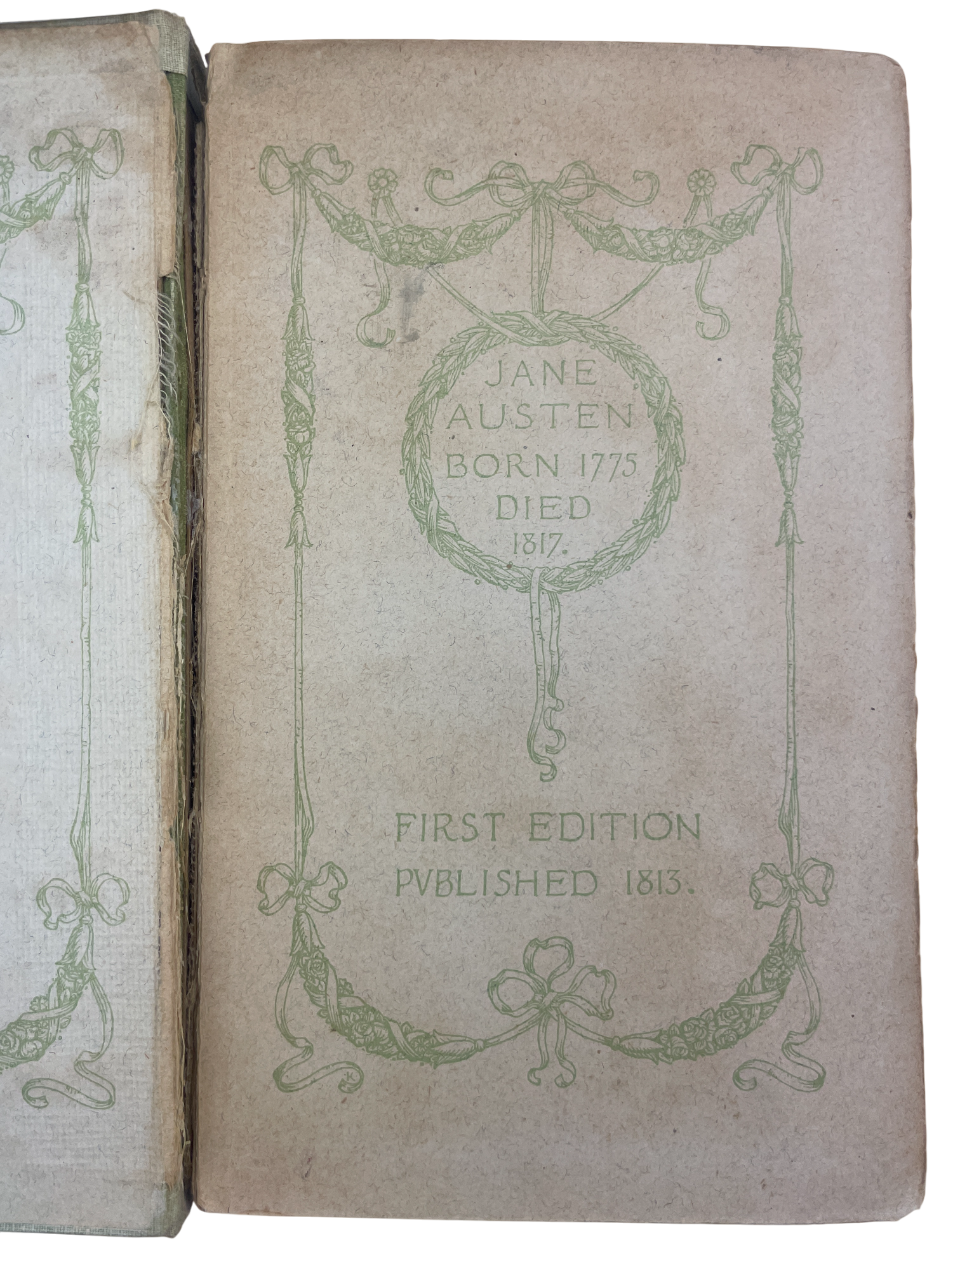 JANE
AUSTEN
BORN 1775
DIED
1817.
FIRST EDITION
PVBLISHED 1813.